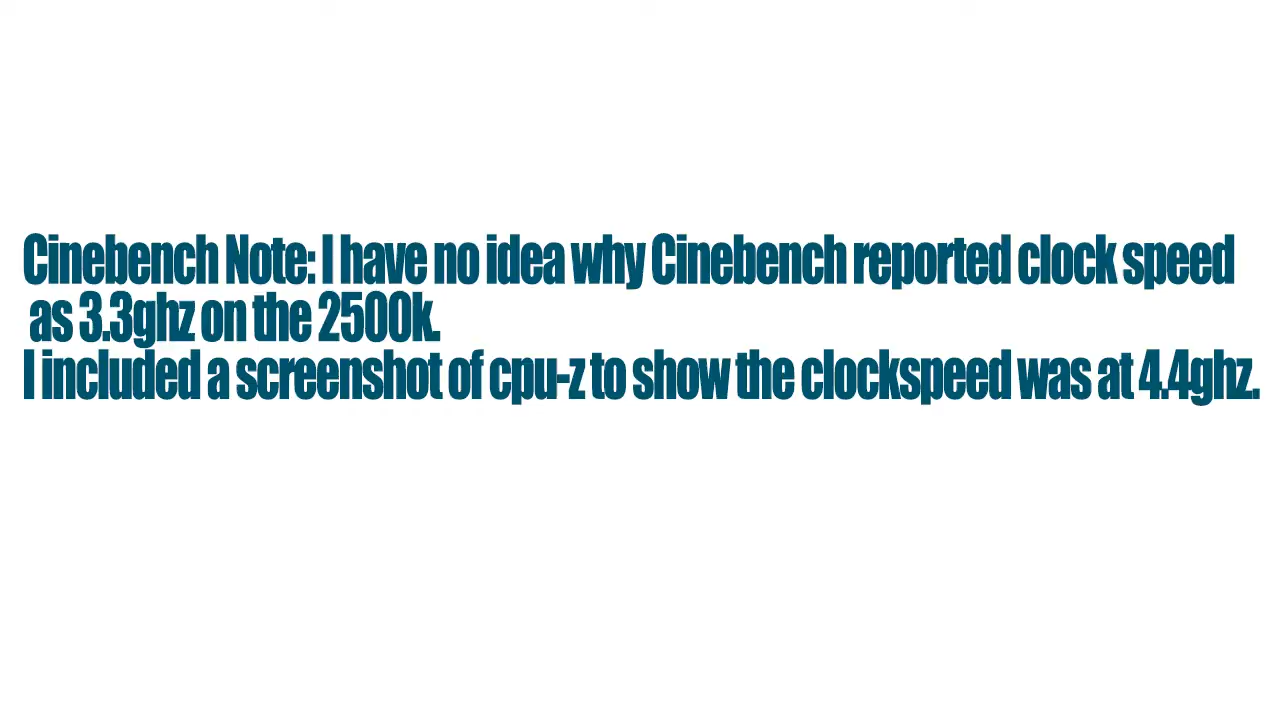 Cinebench Note: I have no idea why Cinebench reported clock speed
as 3.3ghz on the 2500k.
I included a screenshot of cpu-z to show the clockspeed was at 4.4ghz.